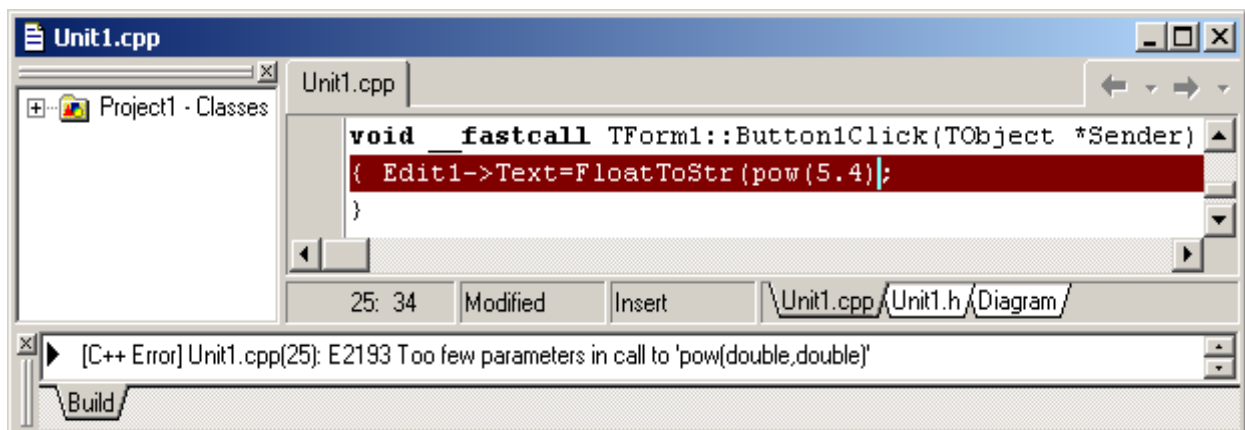 Unit1.cpp
Project1 - Classes
Unit1.cpp
void __fastcall TForm1::Button1Click(TObject *Sender)
{ Edit1->Text=FloatToStr(pow(5.4);
}
25: 34 Modified Insert Unit1.cpp Unit1.h Diagram
[C++ Error] Unit1.cpp(25): E2193 Too few parameters in call to 'pow(double,double)'
Build